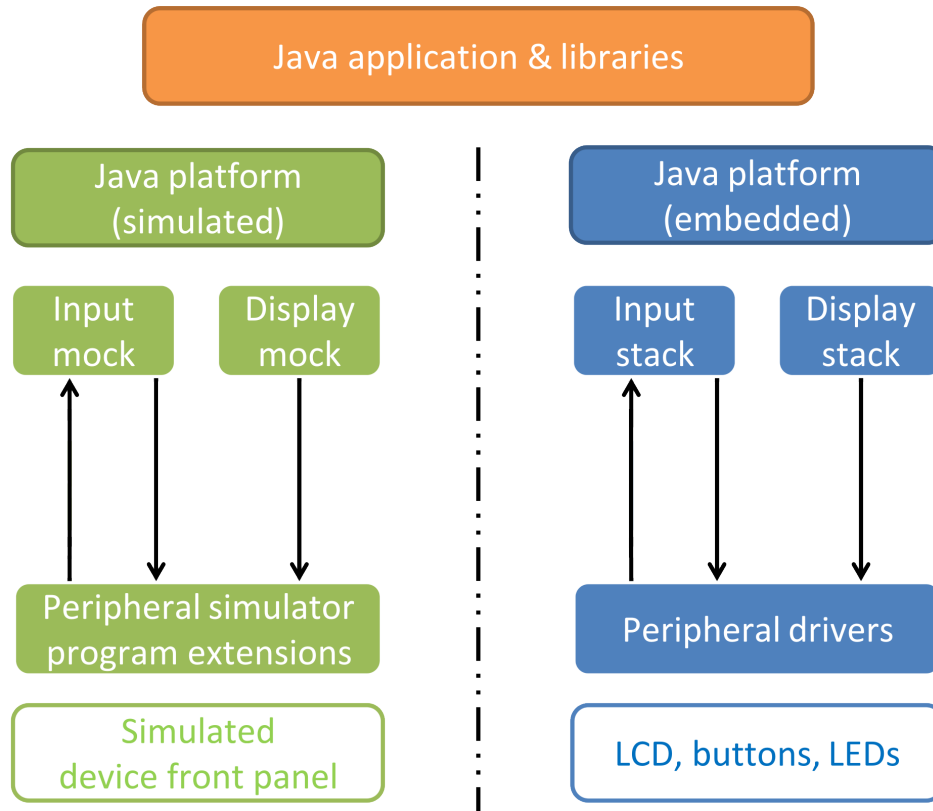 Java application & libraries
Java platform
(simulated)
Java platform
(embedded)
Input
mock
Display
mock
Input
stack
Display
stack
Peripheral simulator
program extensions
Peripheral drivers
Simulated
device front panel
LCD, buttons, LEDs